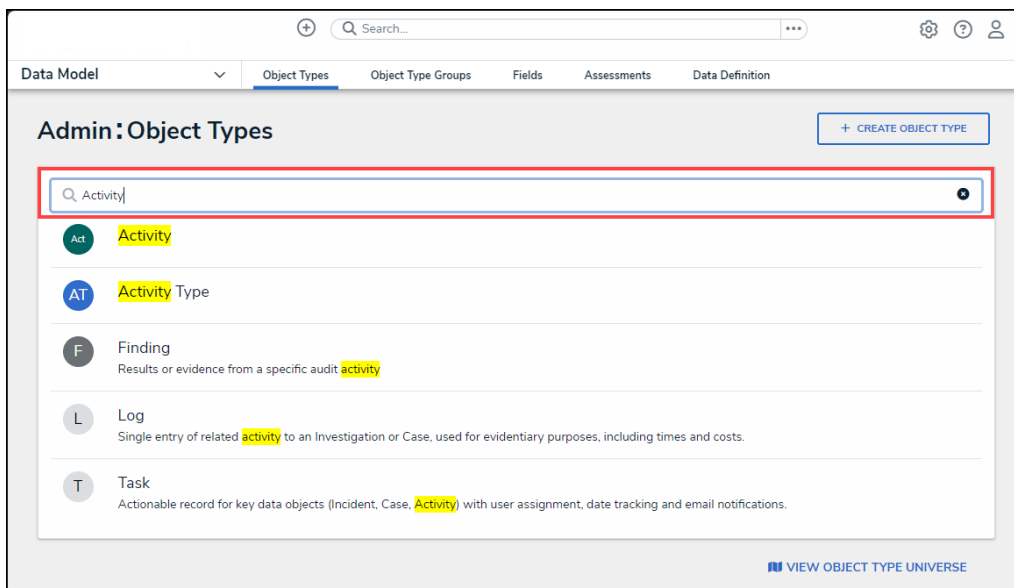 Search...
Data Model
Object Types
Object Type Groups
Fields
Assessments
Data Definition
Admin:Object Types
+ CREATE OBJECT TYPE
Activity
Act
Activity
AT
Activity Type
F
Finding
Results or evidence from a specific audit activity
L
Log
Single entry of related activity to an Investigation or Case, used for evidentiary purposes, including times and costs.
T
Task
Actionable record for key data objects (Incident, Case, Activity) with user assignment, date tracking and email notifications.
VIEW OBJECT TYPE UNIVERSE